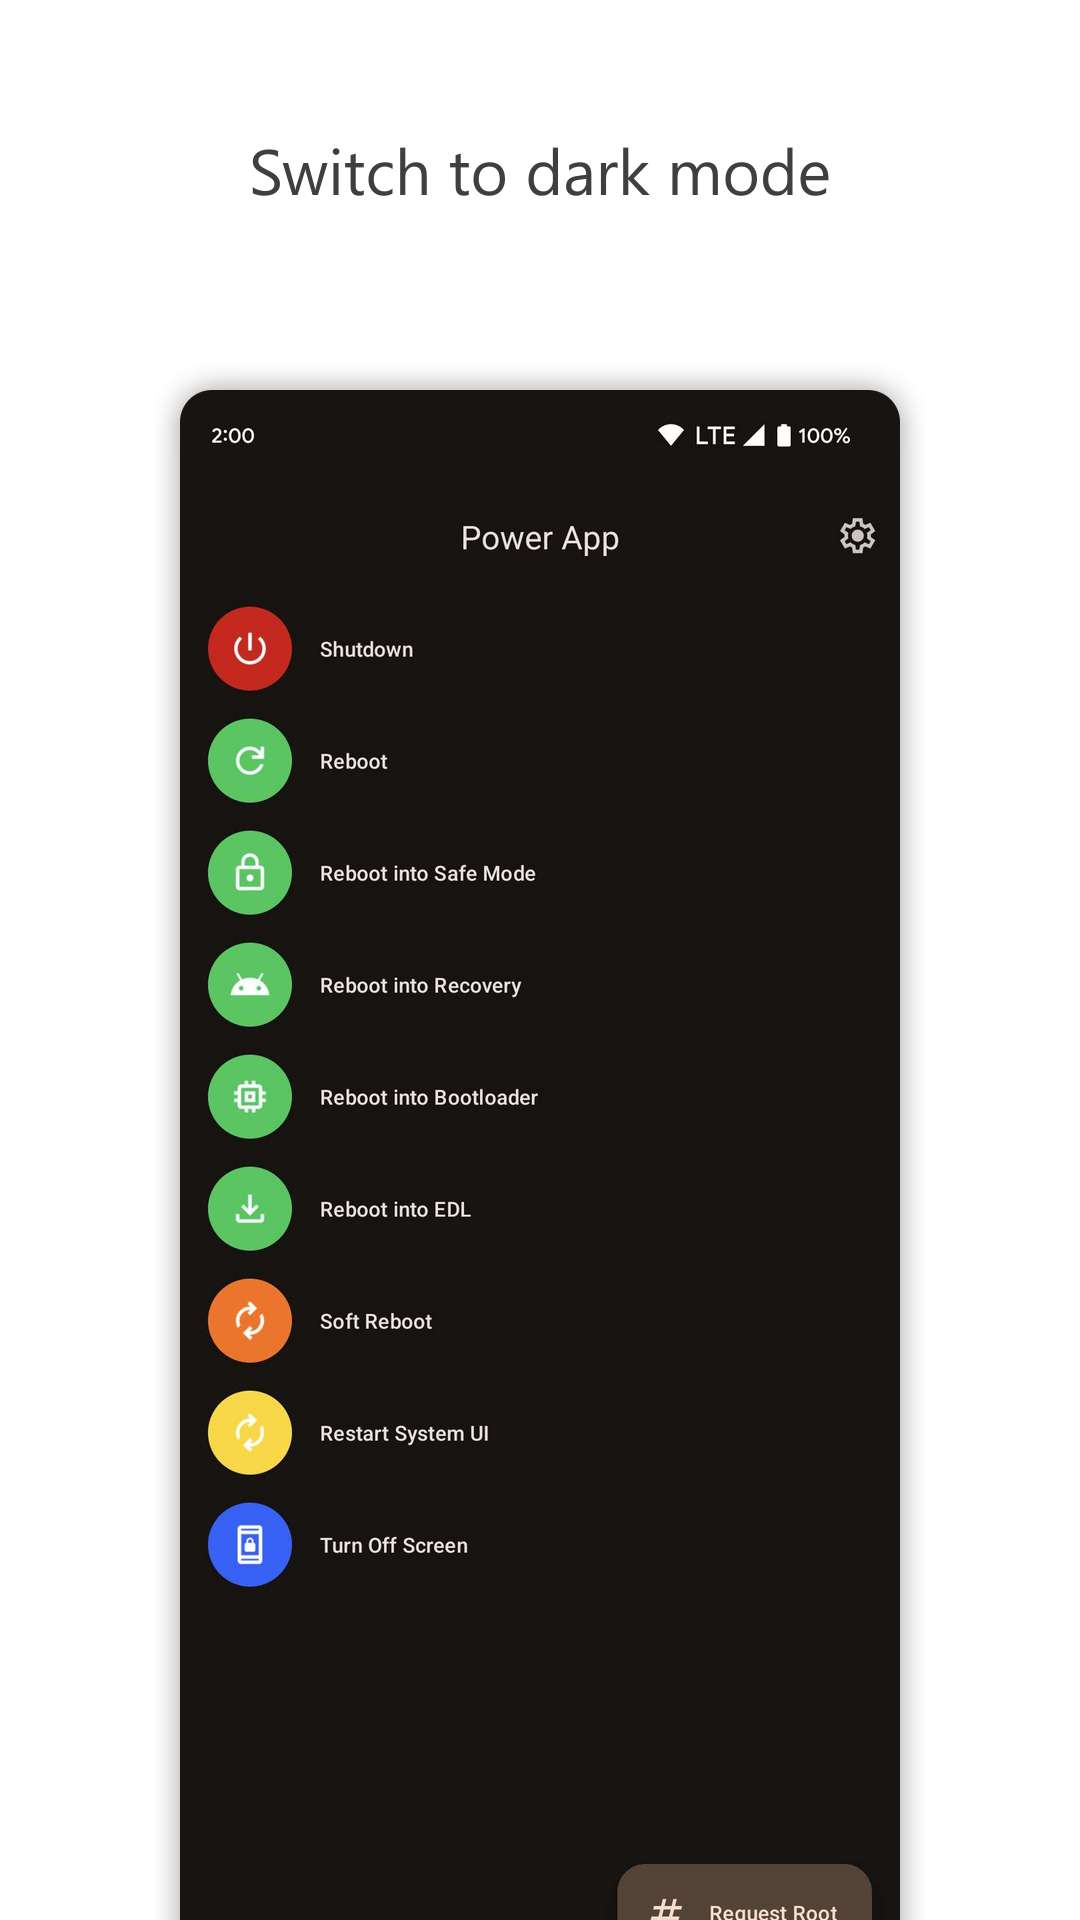 Switch to dark mode
2:00 LTE 100%
Power App
Shutdown
Reboot
Reboot into Safe Mode
Reboot into Recovery
Reboot into Bootloader
Reboot into EDL
Soft Reboot
Restart System UI
Turn Off Screen
# Request Root